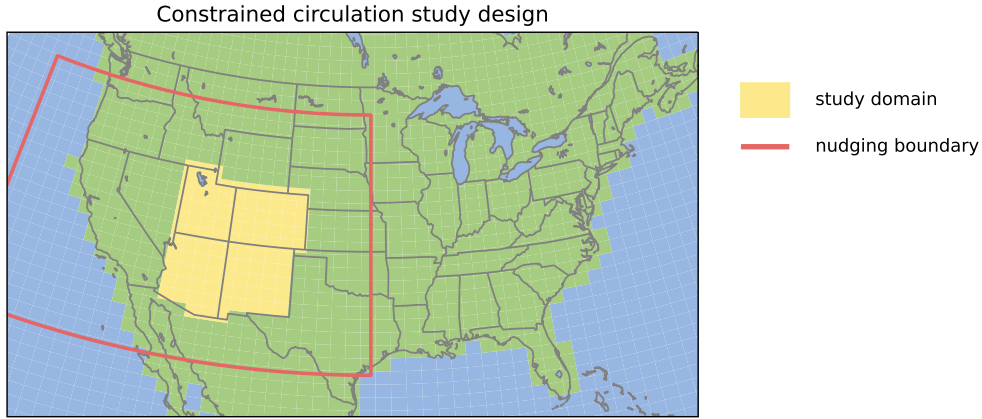 Constrained circulation study design
study domain
nudging boundary